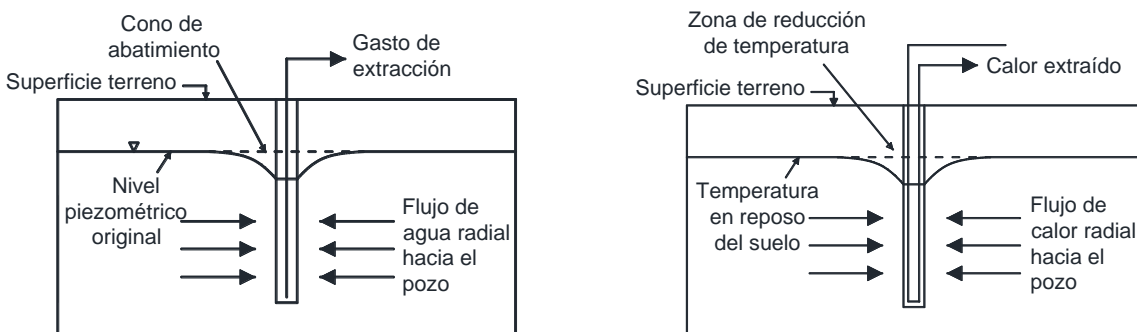 Cono de
abatimiento
Gasto de
extracción
Superficie terreno
Nivel
piezométrico
original
Flujo de
agua radial
hacia el
pozo
Zona de reducción
de temperatura
Calor extraído
Superficie terreno
Temperatura
en reposo
del suelo
Flujo de
calor radial
hacia el
pozo